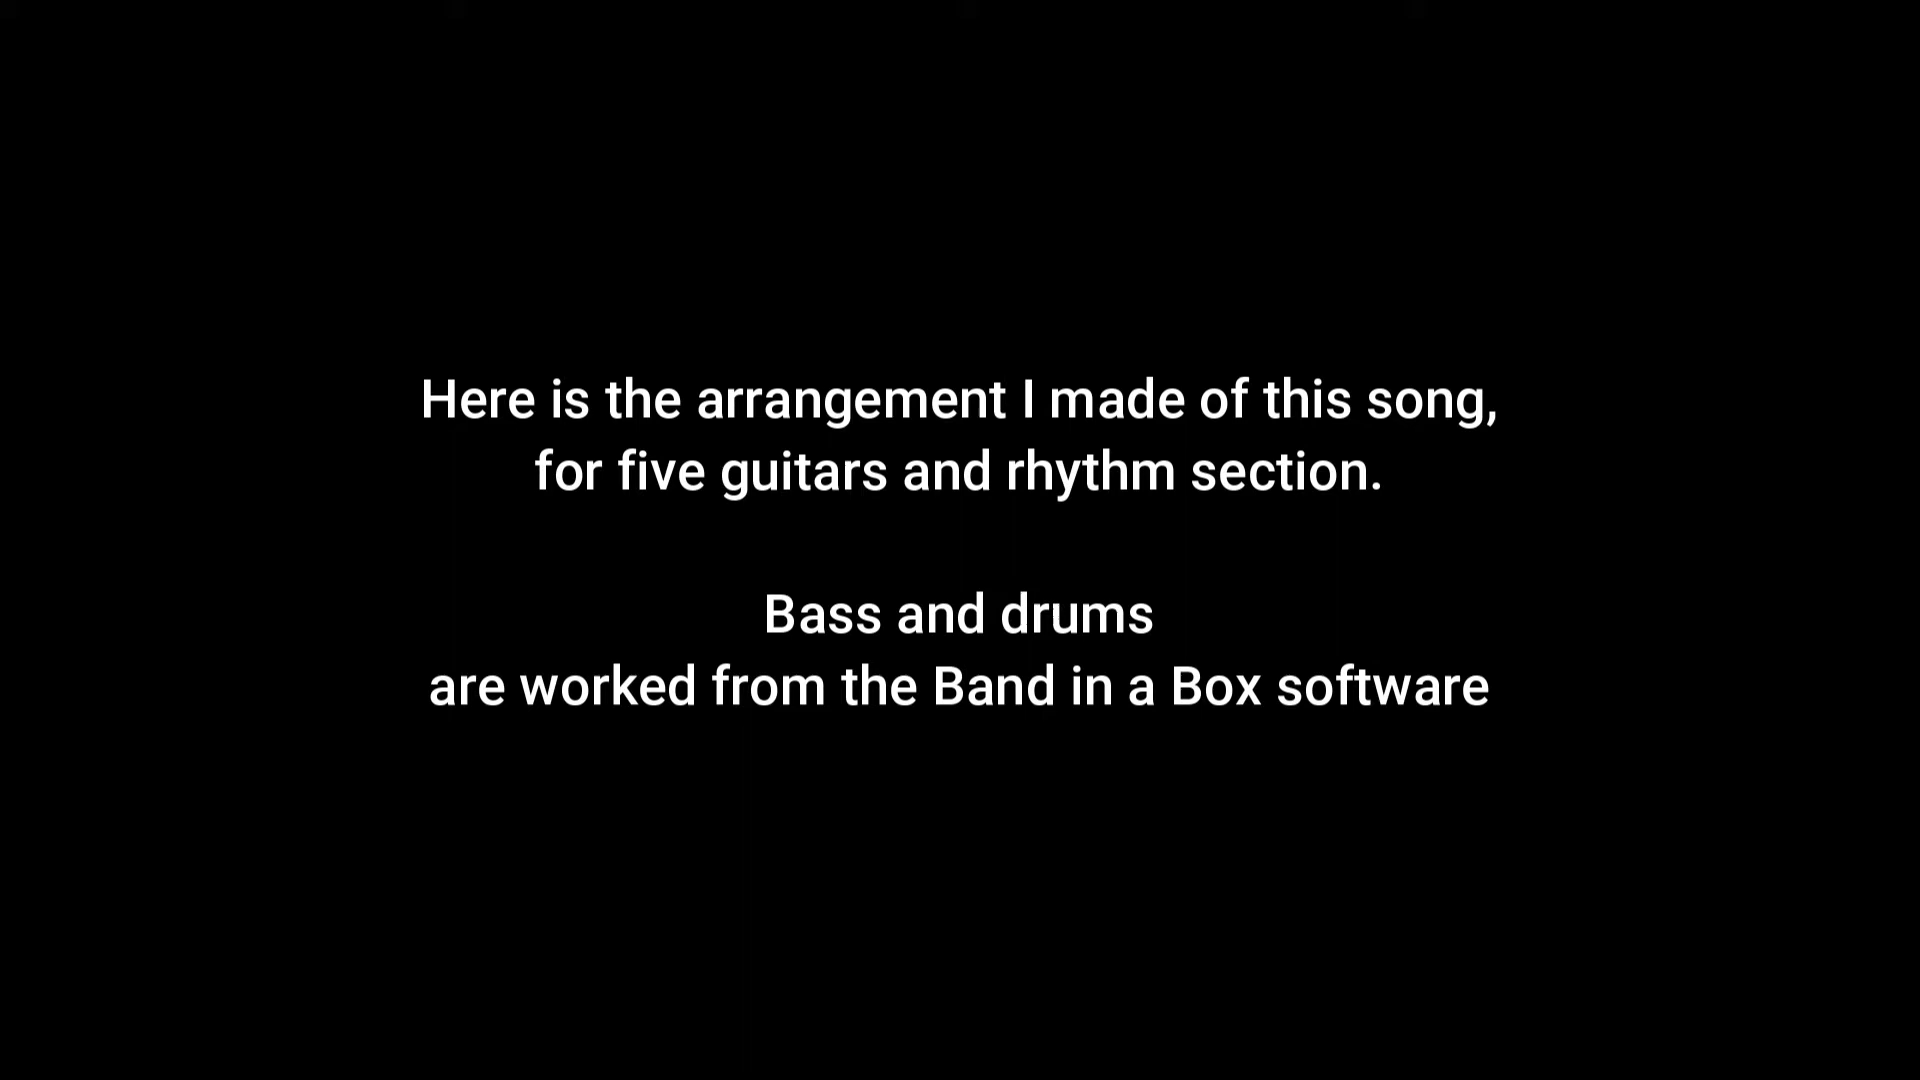 Here is the arrangement I made of this song,
for five guitars and rhythm section.
Bass and drums
are worked from the Band in a Box software